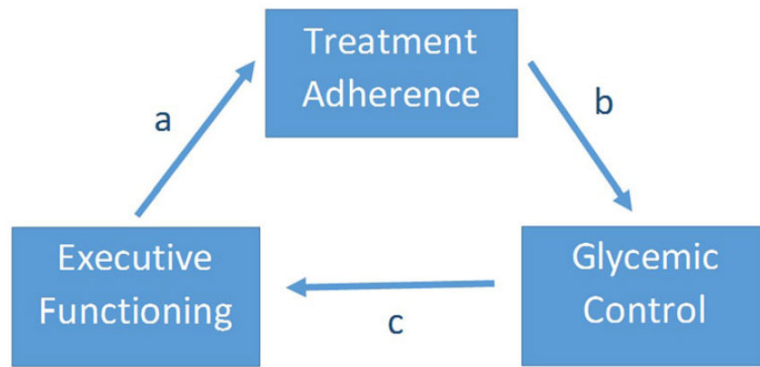 Treatment
Adherence
a
b
Executive
Functioning
Glycemic
Control
c